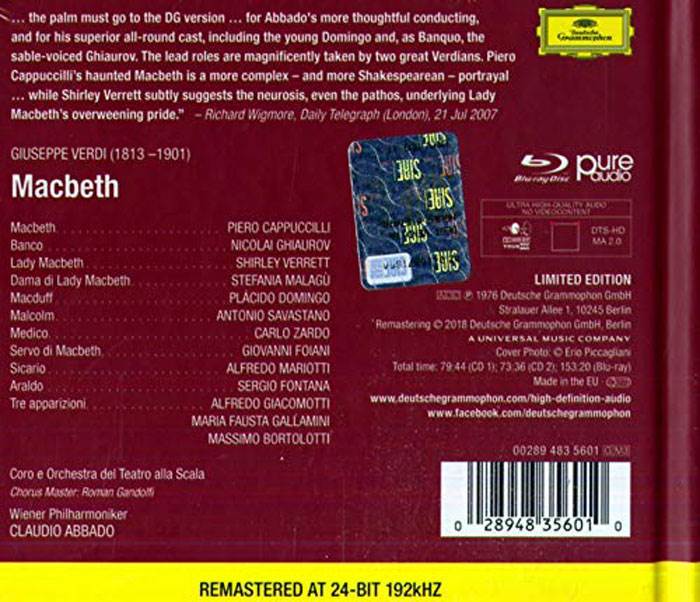 ... the palm must go to the DG version ... for Abbado's more thoughtful conducting,
and for his superior all-round cast, including the young Domingo and, as Banquo, the
sable-voiced Ghiaurov. The lead roles are magnificently taken by two great Verdians. Piero
Cappuccilli's haunted Macbeth is a more complex – and more Shakespearean – portrayal
... while Shirley Verrett subtly suggests the neurosis, even the pathos, underlying Lady
Macbeth's overweening pride." – Richard Wigmore, Daily Telegraph (London), 21 Jul 2007
Deutsche
Grammophon
GIUSEPPE VERDI (1813 –1901)
Macbeth
Macbeth PIERO CAPPUCCILLI
Banco NICOLAI GHIAUROV
Lady Macbeth SHIRLEY VERRETT
Dama di Lady Macbeth STEFANIA MALAGÙ
Macduff PLÁCIDO DOMINGO
Malcolm ANTONIO SAVASTANO
Medico CARLO ZARDO
Servo di Macbeth GIOVANNI FOIANI
Sicario ALFREDO MARIOTTI
Araldo SERGIO FONTANA
Tre apparizioni ALFREDO GIACOMOTTI
MARIA FAUSTA GALLAMINI
MASSIMO BORTOLOTTI
Coro e Orchestra del Teatro alla Scala
Chorus Master: Roman Gandolfi
Wiener Philharmoniker
CLAUDIO ABBADO
SIAE
SIAE
SIAE
SIAE
SIAE
Blu-ray Disc
pure
audio
ULTRA HIGH-QUALITY AUDIO
NO VIDEOCONTENT
DTS-HD
MA 2.0
LIMITED EDITION
℗ 1976 Deutsche Grammophon GmbH
Stralauer Allee 1, 10245 Berlin
Remastering © 2018 Deutsche Grammophon GmbH, Berlin
A UNIVERSAL MUSIC COMPANY
Cover Photo: © Erio Piccagliani
Total time: 79:44 (CD 1); 73:36 (CD 2); 153:20 (Blu-ray)
Made in the EU
www.deutschegrammophon.com/high-definition-audio
www.facebook.com/deutschegrammophon
00289 483 5601
0 28948 35601 0
REMASTERED AT 24-BIT 192kHZ